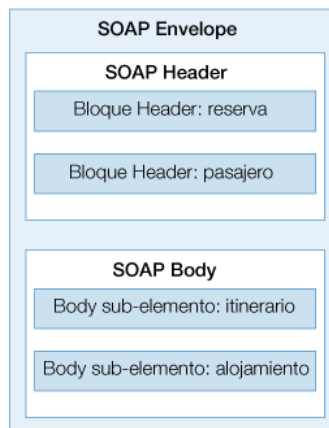 SOAP Envelope
SOAP Header
Bloque Header: reserva
Bloque Header: pasajero
SOAP Body
Body sub-elemento: itinerario
Body sub-elemento: alojamiento